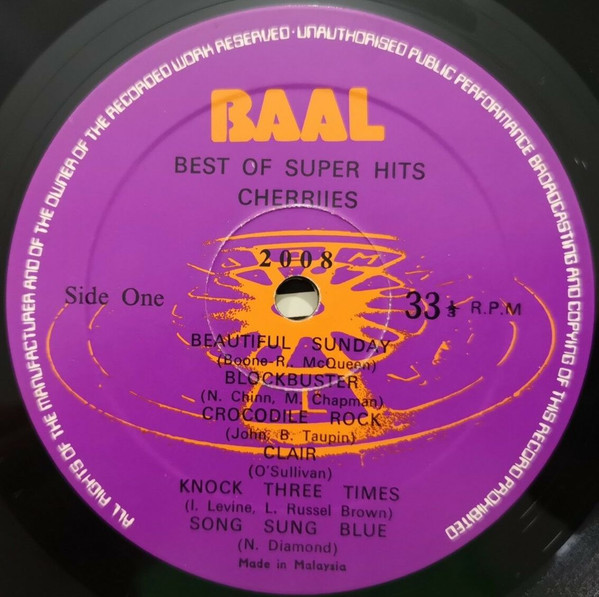 ALL RIGHTS OF THE MANUFACTURER AND OF THE OWNER OF THE RECORDED WORK RESERVED · UNAUTHORISED PUBLIC PERFORMANCE BROADCASTING AND COPYING OF THIS RECORD PROHIBITED
BAAL
BEST OF SUPER HITS
CHERRIIES
2008
Side One
33 ⅓ R.P.M
BEAUTIFUL SUNDAY
(Boone-R. McQueen)
BLOCKBUSTER
(N. Chinn, M. Chapman)
CROCODILE ROCK
(John, B. Taupin)
CLAIR
(O'Sullivan)
KNOCK THREE TIMES
(I. Levine, L. Russel Brown)
SONG SUNG BLUE
(N. Diamond)
Made in Malaysia